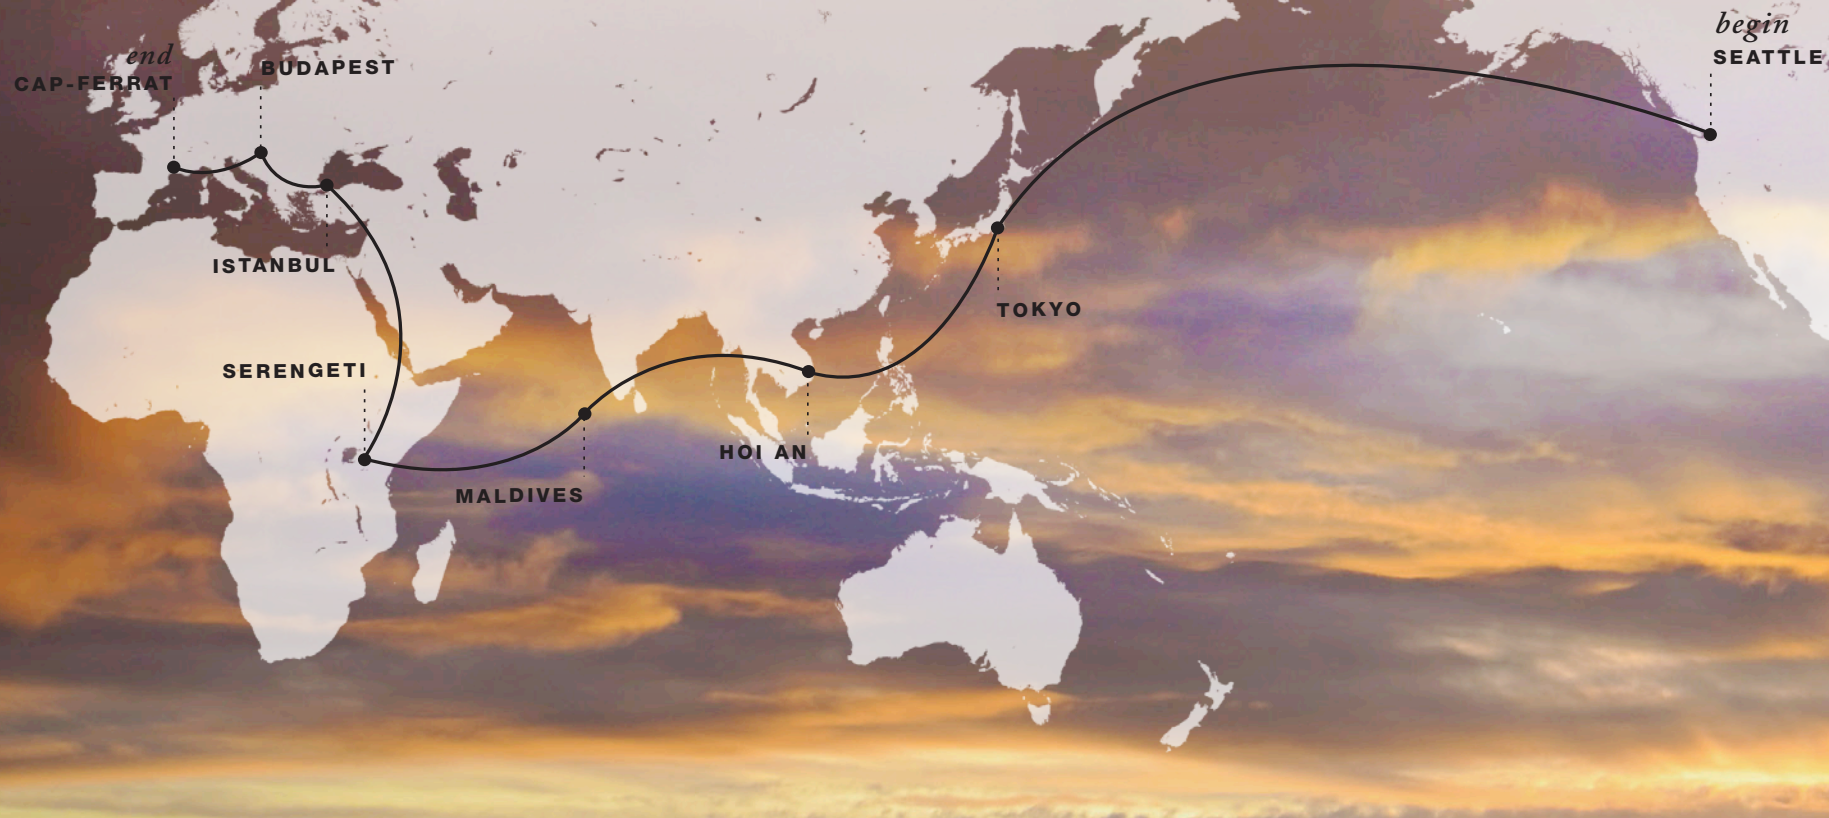 begin
SEATTLE
end
CAP-FERRAT
BUDAPEST
ISTANBUL
TOKYO
SERENGETI
HOI AN
MALDIVES